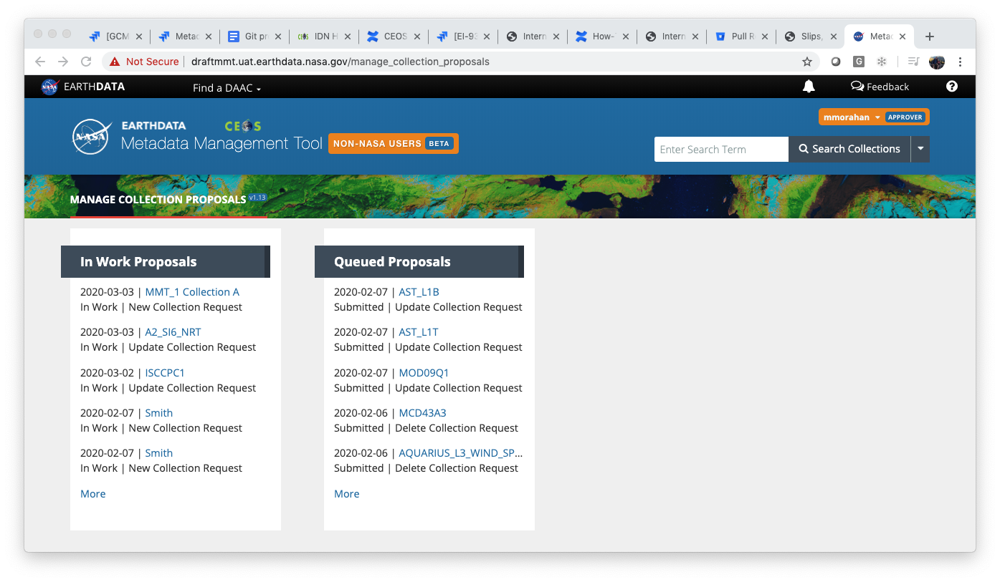 [GCM
Metad
Git pr
CEOS IDN H
CEOS
[EI-93
Intern
How-
Intern
Pull R
Slips,
Metad
Not Secure draftmmt.uat.earthdata.nasa.gov/manage_collection_proposals
G
NASA EARTHDATA Find a DAAC Feedback ?
mmorahan APPROVER
NASA EARTHDATA CEOS
Metadata Management Tool NON-NASA USERS BETA
Enter Search Term Search Collections
MANAGE COLLECTION PROPOSALS v1.13
In Work Proposals
2020-03-03 | MMT_1 Collection A
In Work | New Collection Request
2020-03-03 | A2_SI6_NRT
In Work | Update Collection Request
2020-03-02 | ISCCPC1
In Work | Update Collection Request
2020-02-07 | Smith
In Work | New Collection Request
2020-02-07 | Smith
In Work | New Collection Request
More
Queued Proposals
2020-02-07 | AST_L1B
Submitted | Update Collection Request
2020-02-07 | AST_L1T
Submitted | Update Collection Request
2020-02-07 | MOD09Q1
Submitted | Update Collection Request
2020-02-06 | MCD43A3
Submitted | Delete Collection Request
2020-02-06 | AQUARIUS_L3_WIND_SP...
Submitted | Delete Collection Request
More